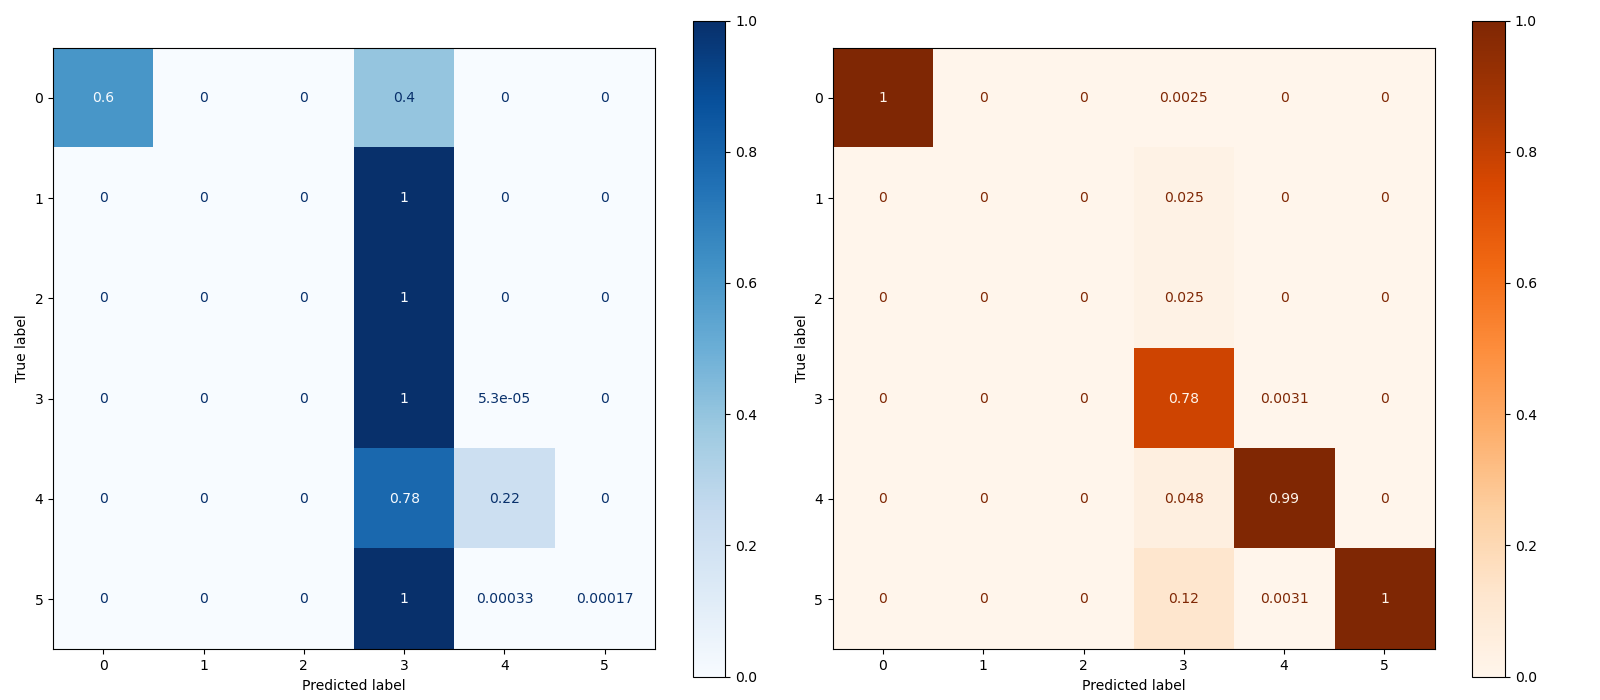 1.0
0 0.6 0 0 0.4 0 0
0.8
1 0 0 0 1 0 0
0.6
2 0 0 0 1 0 0
True label
0.4
3 0 0 0 1 5.3e-05 0
4 0 0 0 0.78 0.22 0
0.2
5 0 0 0 1 0.00033 0.00017
0 1 2 3 4 5
0.0
Predicted label
1.0
0 1 0 0 0.0025 0 0
0.8
1 0 0 0 0.025 0 0
0.6
2 0 0 0 0.025 0 0
True label
0.4
3 0 0 0 0.78 0.0031 0
4 0 0 0 0.048 0.99 0
0.2
5 0 0 0 0.12 0.0031 1
0 1 2 3 4 5
0.0
Predicted label